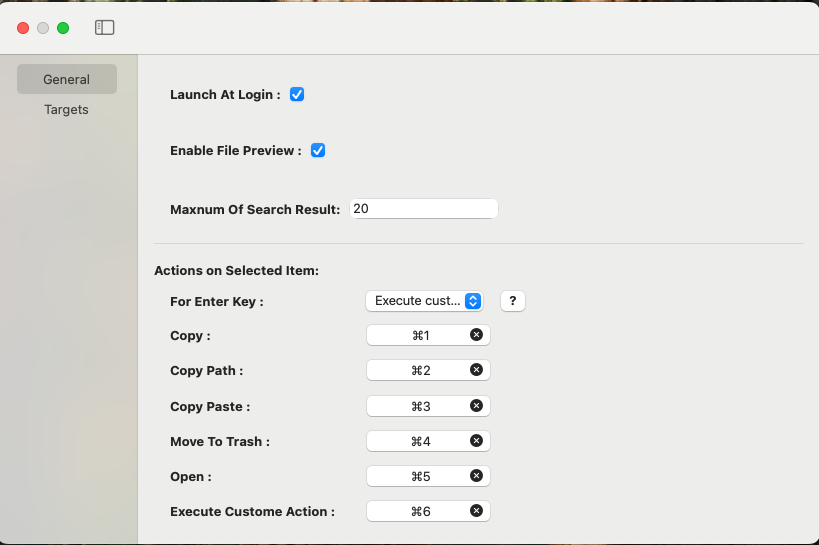 General
Targets
Launch At Login :
Enable File Preview :
Maxnum Of Search Result: 20
Actions on Selected Item:
For Enter Key : Execute cust... ?
Copy : ⌘1
Copy Path : ⌘2
Copy Paste : ⌘3
Move To Trash : ⌘4
Open : ⌘5
Execute Custome Action : ⌘6